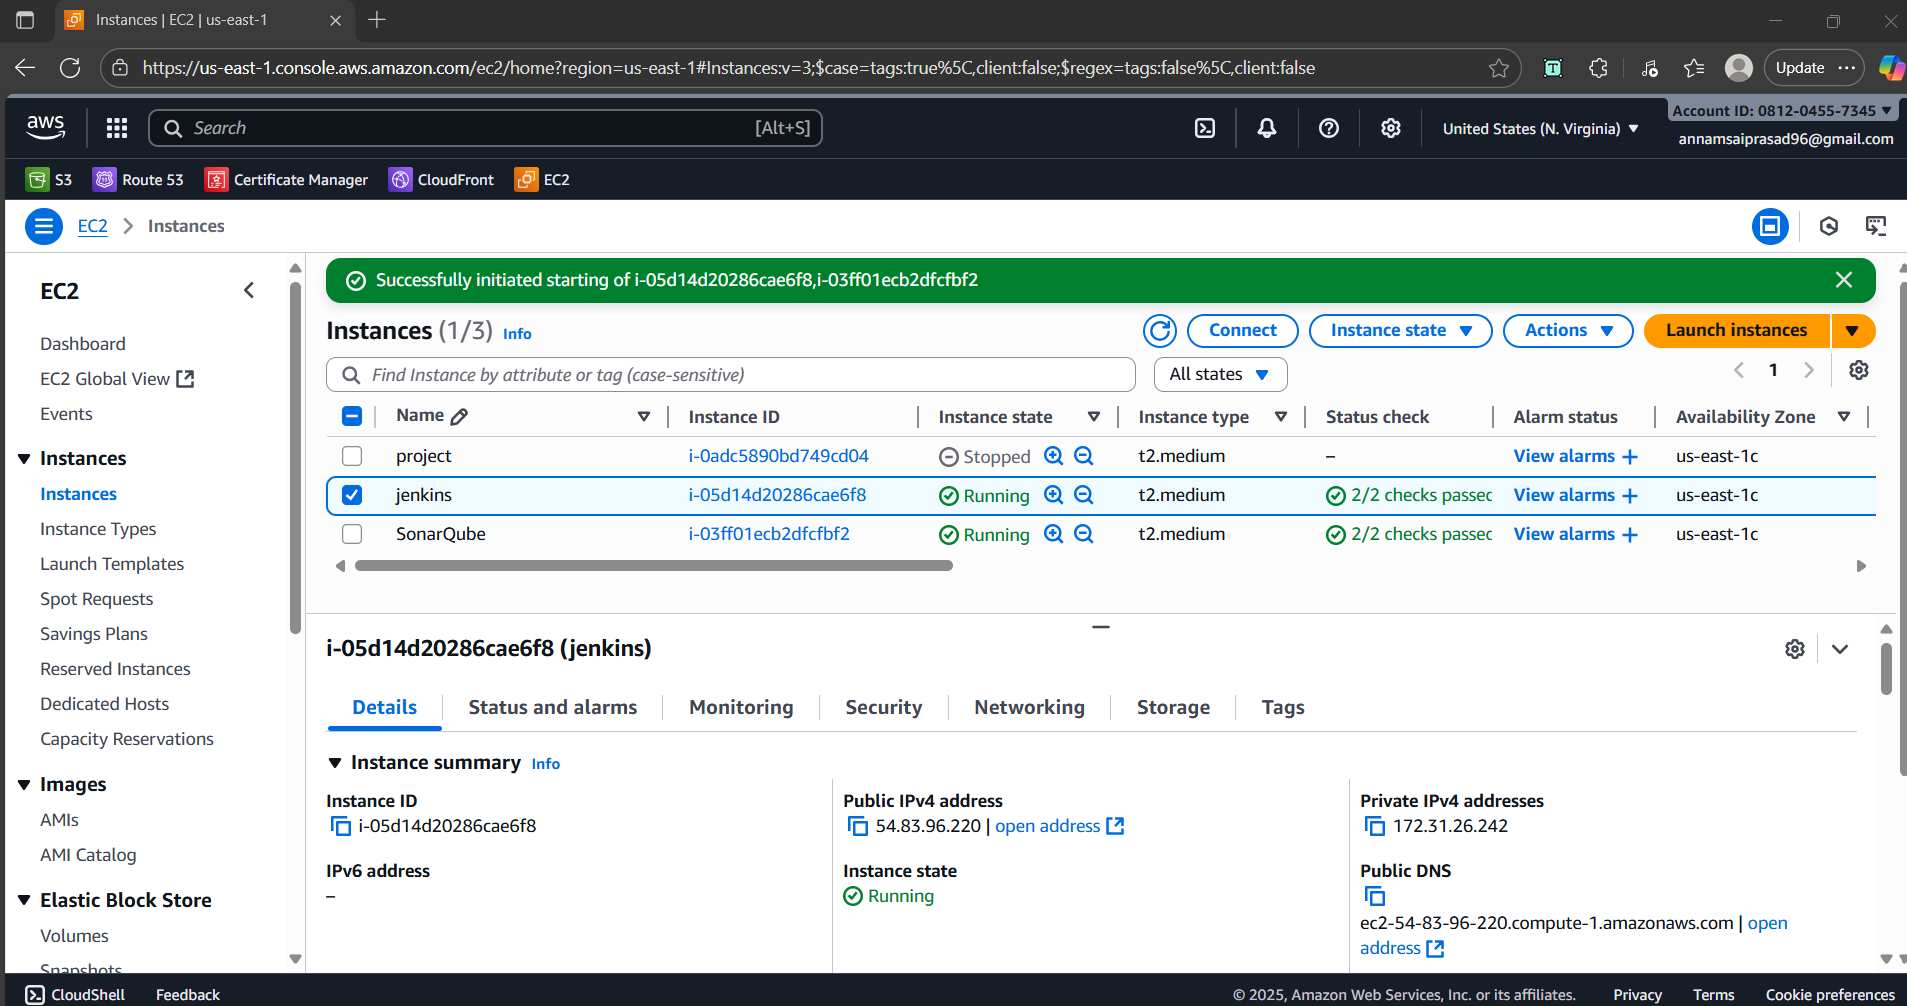 Instances | EC2 | us-east-1
https://us-east-1.console.aws.amazon.com/ec2/home?region=us-east-1#Instances:v=3;$case=tags:true%5C,client:false;$regex=tags:false%5C,client:false
Update
aws
Search [Alt+S]
United States (N. Virginia)
Account ID: 0812-0455-7345
annamsaiprasad96@gmail.com
S3 Route 53 Certificate Manager CloudFront EC2
EC2 Instances
EC2
Dashboard
EC2 Global View
Events
Instances
Instances
Instance Types
Launch Templates
Spot Requests
Savings Plans
Reserved Instances
Dedicated Hosts
Capacity Reservations
Images
AMIs
AMI Catalog
Elastic Block Store
Volumes
Snapshots
Successfully initiated starting of i-05d14d20286cae6f8,i-03ff01ecb2dfcfbf2
Instances (1/3) Info
Connect Instance state Actions Launch instances
Find Instance by attribute or tag (case-sensitive) All states 1
Name Instance ID Instance state Instance type Status check Alarm status Availability Zone
project i-0adc5890bd749cd04 Stopped t2.medium – View alarms + us-east-1c
jenkins i-05d14d20286cae6f8 Running t2.medium 2/2 checks passec View alarms + us-east-1c
SonarQube i-03ff01ecb2dfcfbf2 Running t2.medium 2/2 checks passec View alarms + us-east-1c
i-05d14d20286cae6f8 (jenkins)
Details Status and alarms Monitoring Security Networking Storage Tags
Instance summary Info
Instance ID
i-05d14d20286cae6f8
Public IPv4 address
54.83.96.220 | open address
Private IPv4 addresses
172.31.26.242
IPv6 address
–
Instance state
Running
Public DNS
ec2-54-83-96-220.compute-1.amazonaws.com | open
address
CloudShell Feedback © 2025, Amazon Web Services, Inc. or its affiliates. Privacy Terms Cookie preferences